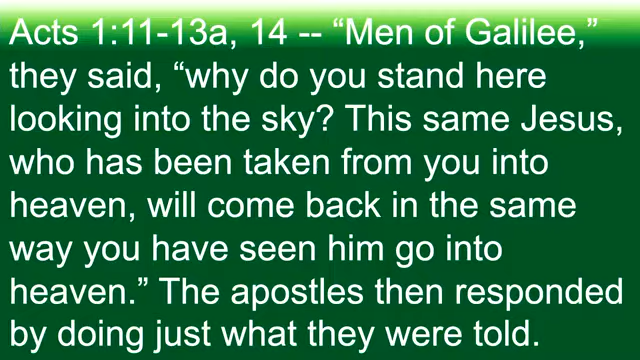 Acts 1:11-13a, 14 -- “Men of Galilee,”
they said, “why do you stand here
looking into the sky? This same Jesus,
who has been taken from you into
heaven, will come back in the same
way you have seen him go into
heaven.” The apostles then responded
by doing just what they were told.